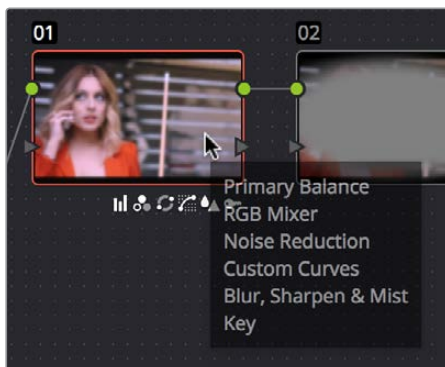 01
02
Primary Balance
RGB Mixer
Noise Reduction
Custom Curves
Blur, Sharpen & Mist
Key